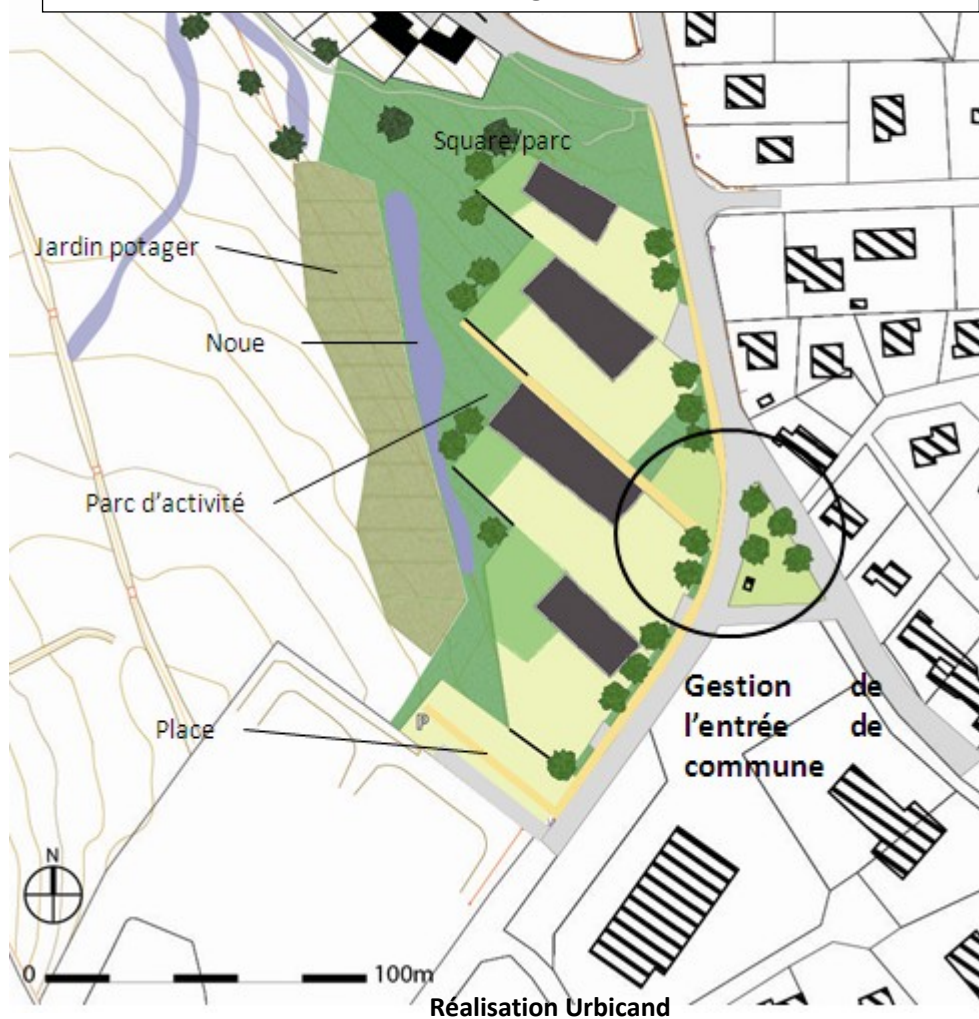 Square/parc
Jardin potager
Noue
Parc d'activité
Place
P
Gestion de
l'entrée de
commune
N
0 100m
Réalisation Urbicand